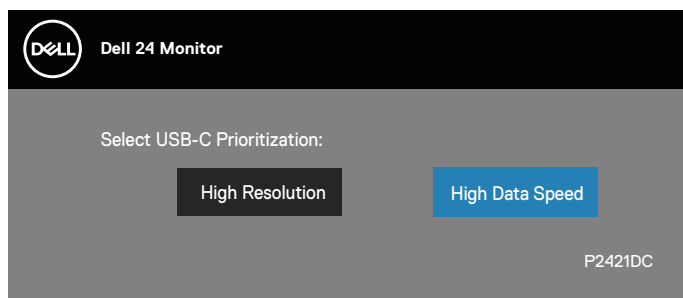 DELL
Dell 24 Monitor
Select USB-C Prioritization:
High Resolution
High Data Speed
P2421DC